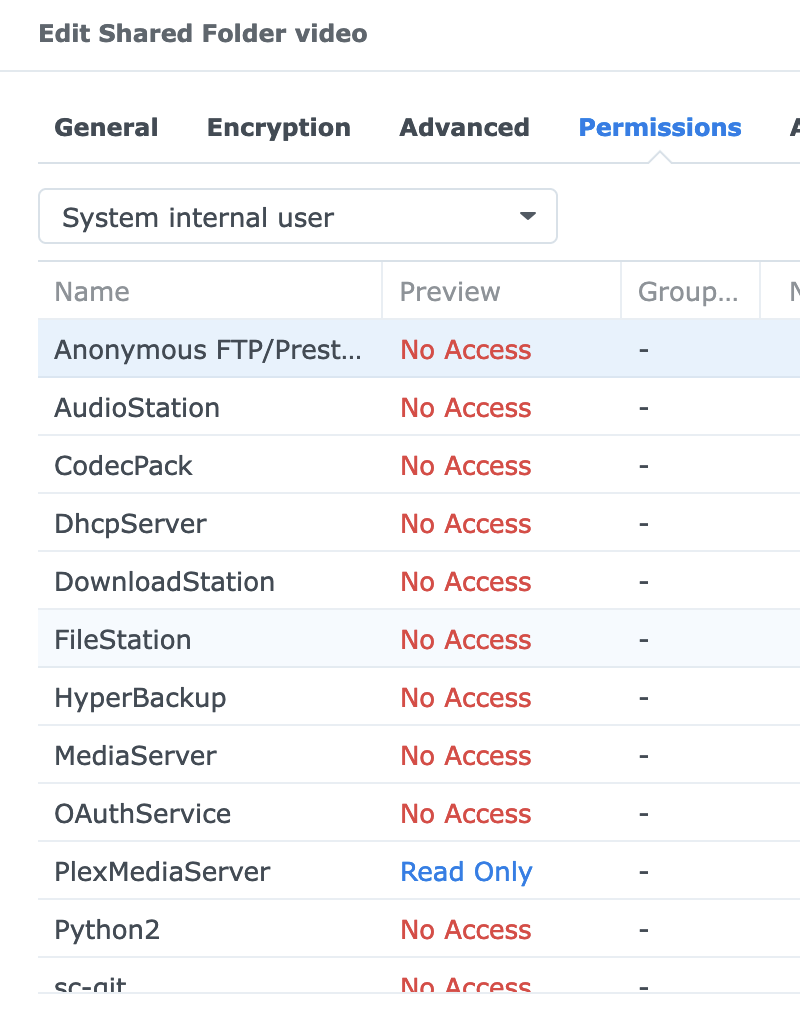 Edit Shared Folder video
General Encryption Advanced Permissions
System internal user
Name Preview Group...
Anonymous FTP/Prest... No Access -
AudioStation No Access -
CodecPack No Access -
DhcpServer No Access -
DownloadStation No Access -
FileStation No Access -
HyperBackup No Access -
MediaServer No Access -
OAuthService No Access -
PlexMediaServer Read Only -
Python2 No Access -
sc-git No Access -